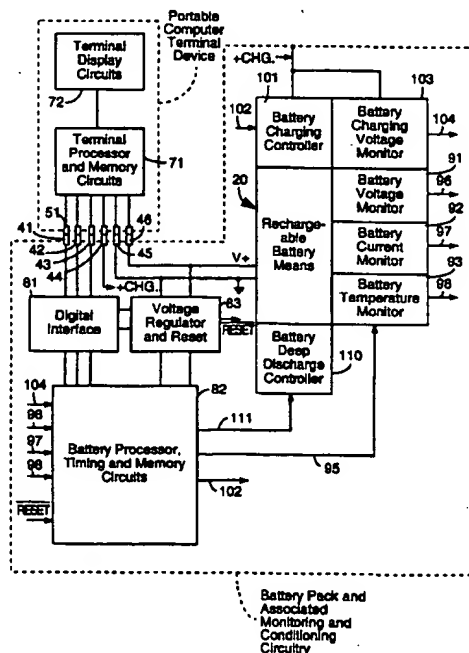 Portable
Computer
Terminal
Device
Terminal
Display
Circuits
72
Terminal
Processor
and Memory
Circuits
71
51
41
42
43
44
46
45
+CHG.
V+
81
Digital
Interface
Voltage
Regulator
and Reset
83
RESET
+CHG.
101
103
102
Battery
Charging
Controller
Battery
Charging
Voltage
Monitor
104
91
20
Recharge-
able
Battery
Means
Battery
Voltage
Monitor
96
92
Battery
Current
Monitor
97
93
Battery
Temperature
Monitor
98
Battery
Deep
Discharge
Controller
110
82
104
96
97
98
RESET
Battery Processor,
Timing and Memory
Circuits
111
95
102
Battery Pack and
Associated
Monitoring and
Conditioning
Circuitry